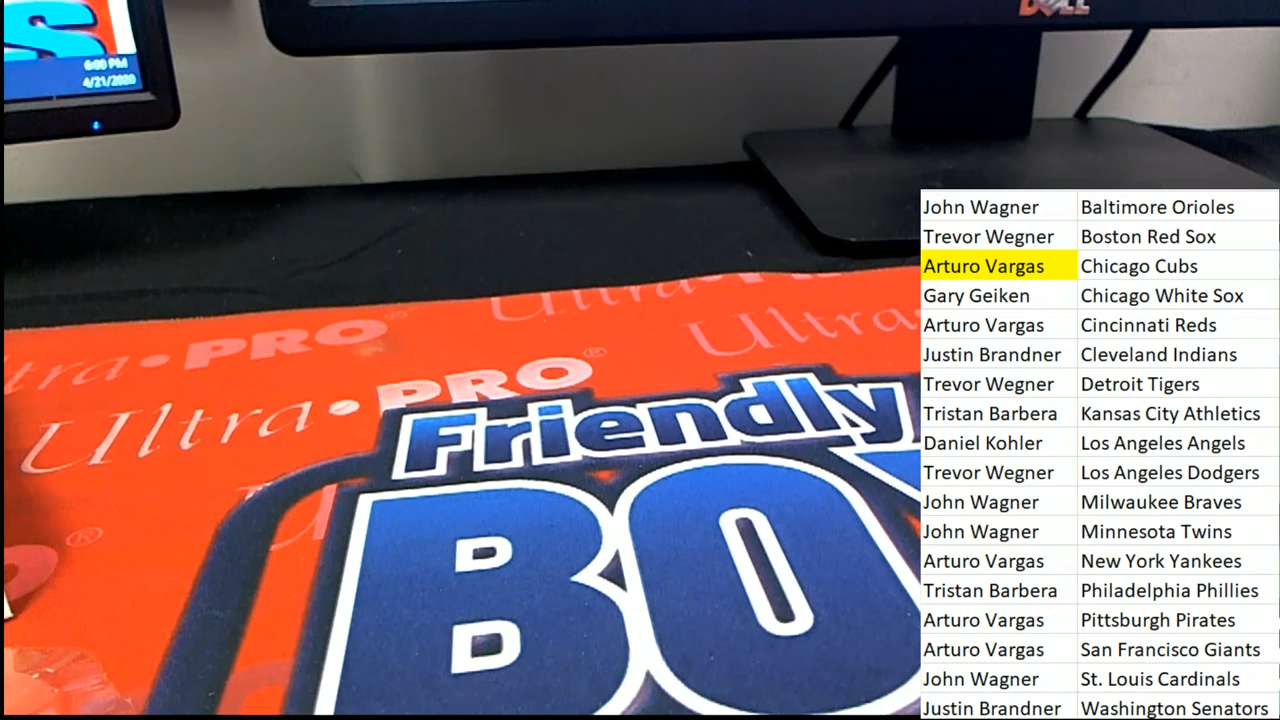 DELL
S
6:00 PM
4/21/2020
Ultra•PRO®
Ultra
Ultra•PRO®
Friendly
BO
®
John Wagner Baltimore Orioles
Trevor Wegner Boston Red Sox
Arturo Vargas Chicago Cubs
Gary Geiken Chicago White Sox
Arturo Vargas Cincinnati Reds
Justin Brandner Cleveland Indians
Trevor Wegner Detroit Tigers
Tristan Barbera Kansas City Athletics
Daniel Kohler Los Angeles Angels
Trevor Wegner Los Angeles Dodgers
John Wagner Milwaukee Braves
John Wagner Minnesota Twins
Arturo Vargas New York Yankees
Tristan Barbera Philadelphia Phillies
Arturo Vargas Pittsburgh Pirates
Arturo Vargas San Francisco Giants
John Wagner St. Louis Cardinals
Justin Brandner Washington Senators